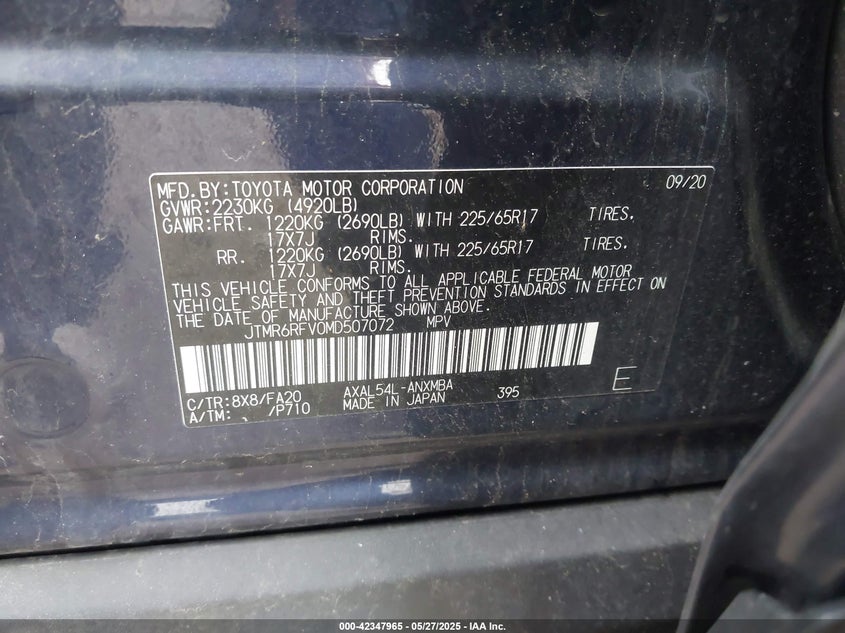 MFD. BY: TOYOTA MOTOR CORPORATION 09/20
GVWR: 2230KG (4920LB)
GAWR: FRT. 1220KG (2690LB) WITH 225/65R17 TIRES,
17X7J RIMS.
RR. 1220KG (2690LB) WITH 225/65R17 TIRES,
17X7J RIMS.
THIS VEHICLE CONFORMS TO ALL APPLICABLE FEDERAL MOTOR
VEHICLE SAFETY AND THEFT PREVENTION STANDARDS IN EFFECT ON
THE DATE OF MANUFACTURE SHOWN ABOVE.
JTMR6RFV0MD507072 MPV
C/TR: 8X8/FA20 AXAL54L-ANXMBA 395 E
A/TM: /P710 MADE IN JAPAN
000-42347965 - 05/27/2025 - IAA Inc.